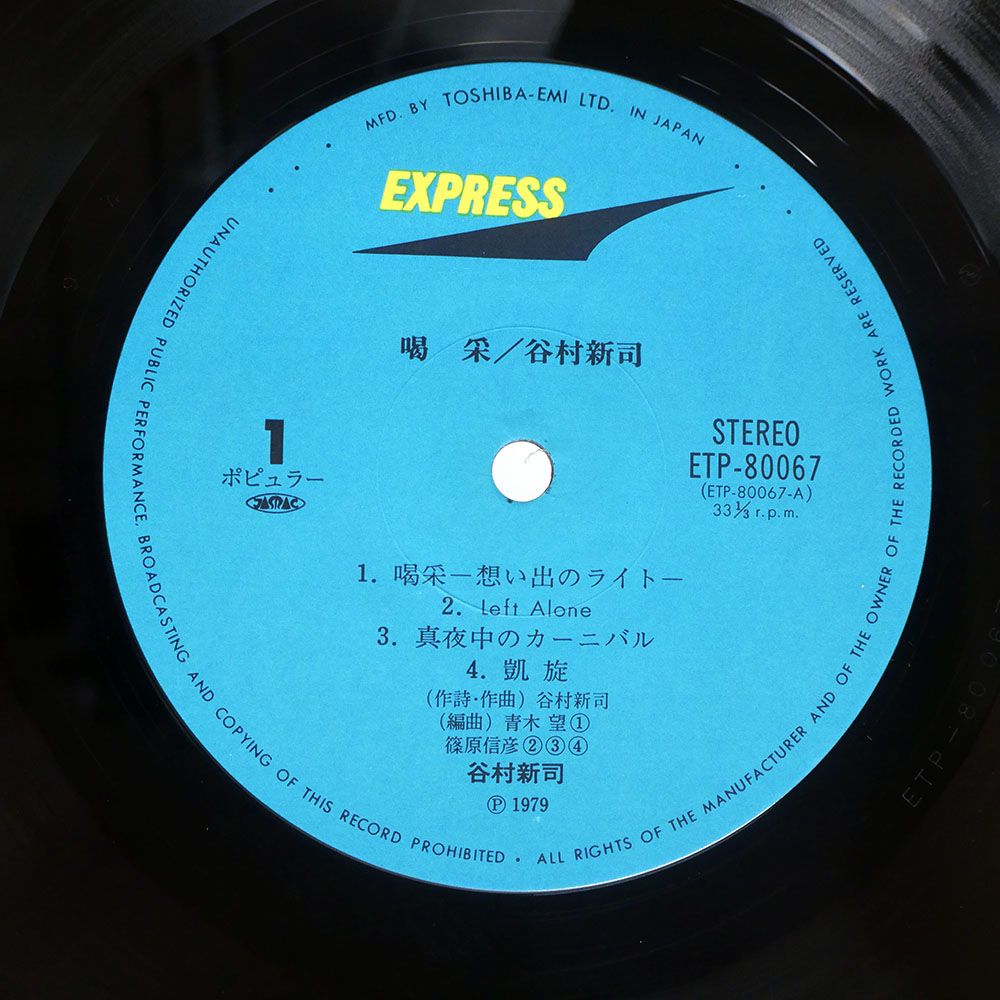 MFD. BY TOSHIBA-EMI LTD. IN JAPAN
EXPRESS
喝 采／谷村新司
1
ポピュラー
JASRAC
STEREO
ETP-80067
(ETP-80067-A)
33⅓ r.p.m.
1. 喝采－想い出のライト－
2. Left Alone
3. 真夜中のカーニバル
4. 凱 旋
(作詩・作曲) 谷村新司
(編曲) 青木 望①
篠原信彦②③④
谷村新司
Ⓟ 1979
UNAUTHORIZED PUBLIC PERFORMANCE, BROADCASTING AND COPYING OF THIS RECORD PROHIBITED • ALL RIGHTS OF THE MANUFACTURER AND OF THE OWNER OF THE RECORDED WORK ARE RESERVED